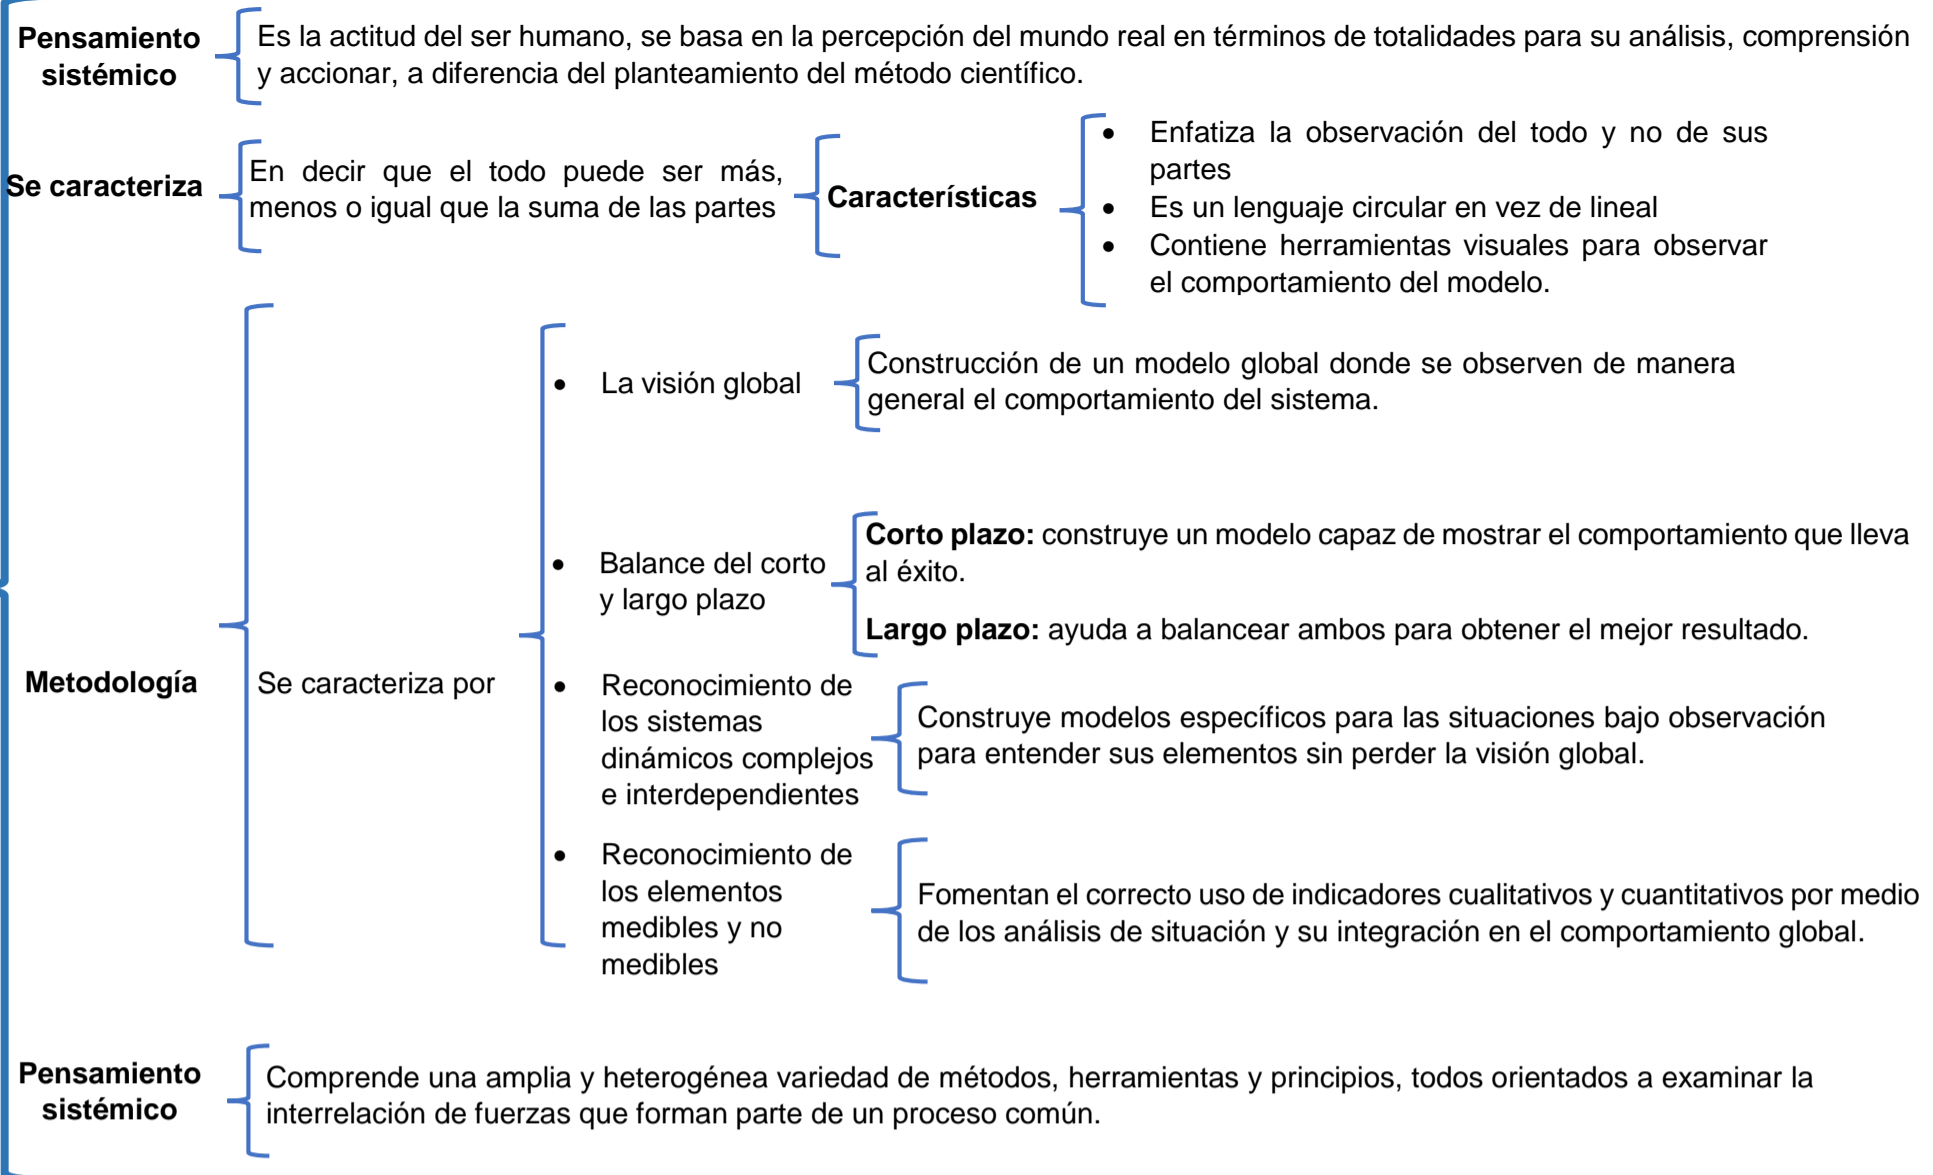 Pensamiento
sistémico
Es la actitud del ser humano, se basa en la percepción del mundo real en términos de totalidades para su análisis, comprensión
y accionar, a diferencia del planteamiento del método científico.
Se caracteriza
En decir que el todo puede ser más,
menos o igual que la suma de las partes
Características
• Enfatiza la observación del todo y no de sus
partes
• Es un lenguaje circular en vez de lineal
• Contiene herramientas visuales para observar
el comportamiento del modelo.
Metodología
Se caracteriza por
• La visión global
Construcción de un modelo global donde se observen de manera
general el comportamiento del sistema.
• Balance del corto
y largo plazo
Corto plazo: construye un modelo capaz de mostrar el comportamiento que lleva
al éxito.
Largo plazo: ayuda a balancear ambos para obtener el mejor resultado.
• Reconocimiento de
los sistemas
dinámicos complejos
e interdependientes
Construye modelos específicos para las situaciones bajo observación
para entender sus elementos sin perder la visión global.
• Reconocimiento de
los elementos
medibles y no
medibles
Fomentan el correcto uso de indicadores cualitativos y cuantitativos por medio
de los análisis de situación y su integración en el comportamiento global.
Pensamiento
sistémico
Comprende una amplia y heterogénea variedad de métodos, herramientas y principios, todos orientados a examinar la
interrelación de fuerzas que forman parte de un proceso común.